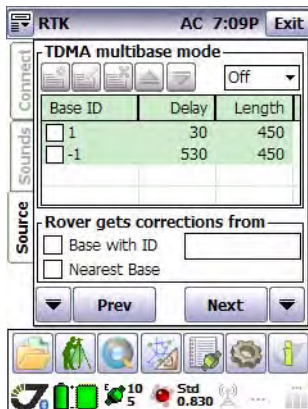 RTK AC 7:09P Exit
TDMA multibase mode
Off
Base ID Delay Length
1 30 450
-1 530 450
Rover gets corrections from
Base with ID
Nearest Base
Prev Next
Connect
Sounds
Source
10
5
Std
0.830
...